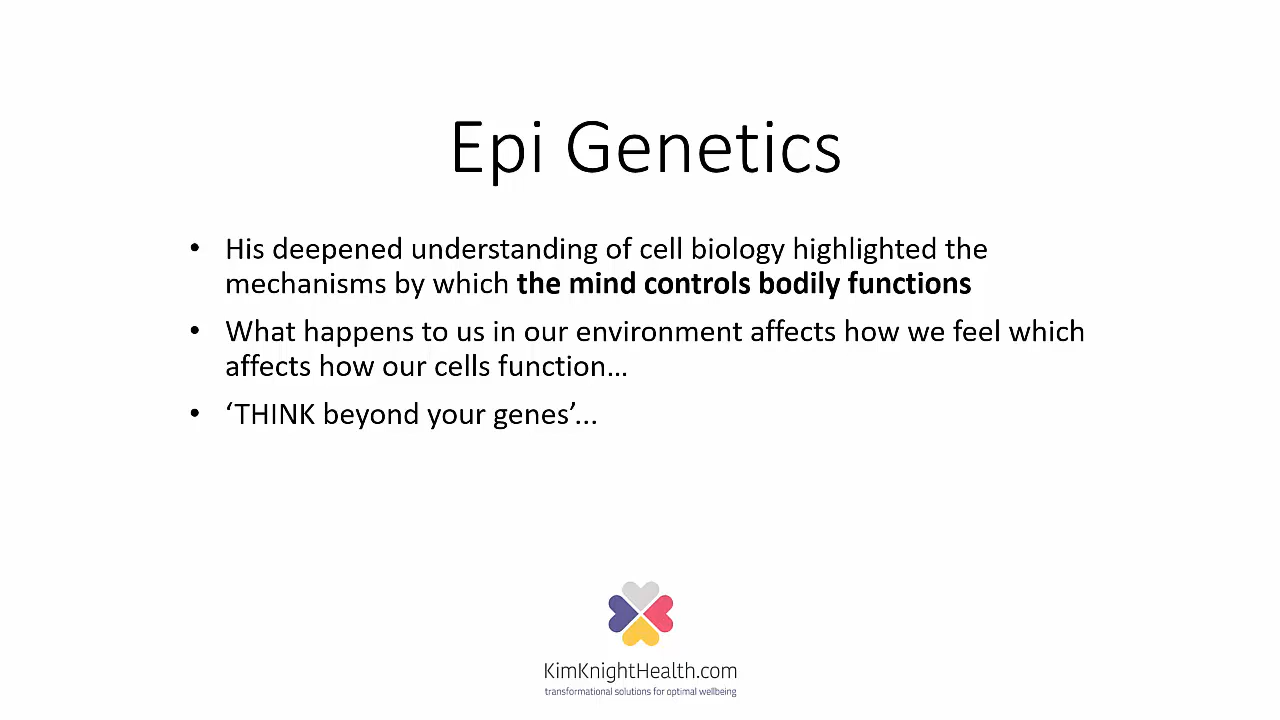 Epi Genetics
• His deepened understanding of cell biology highlighted the
mechanisms by which the mind controls bodily functions
• What happens to us in our environment affects how we feel which
affects how our cells function…
• ‘THINK beyond your genes’...
KimKnightHealth.com
transformational solutions for optimal wellbeing